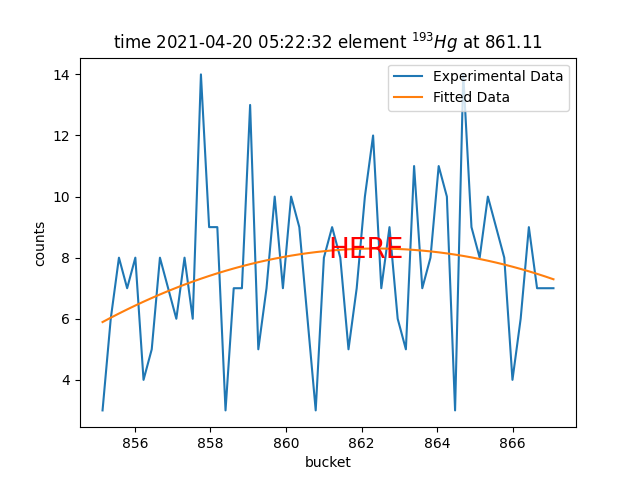 time 2021-04-20 05:22:32 element ¹⁹³Hg at 861.11
Experimental Data
Fitted Data
HERE
counts
14
12
10
8
6
4
856 858 860 862 864 866
bucket